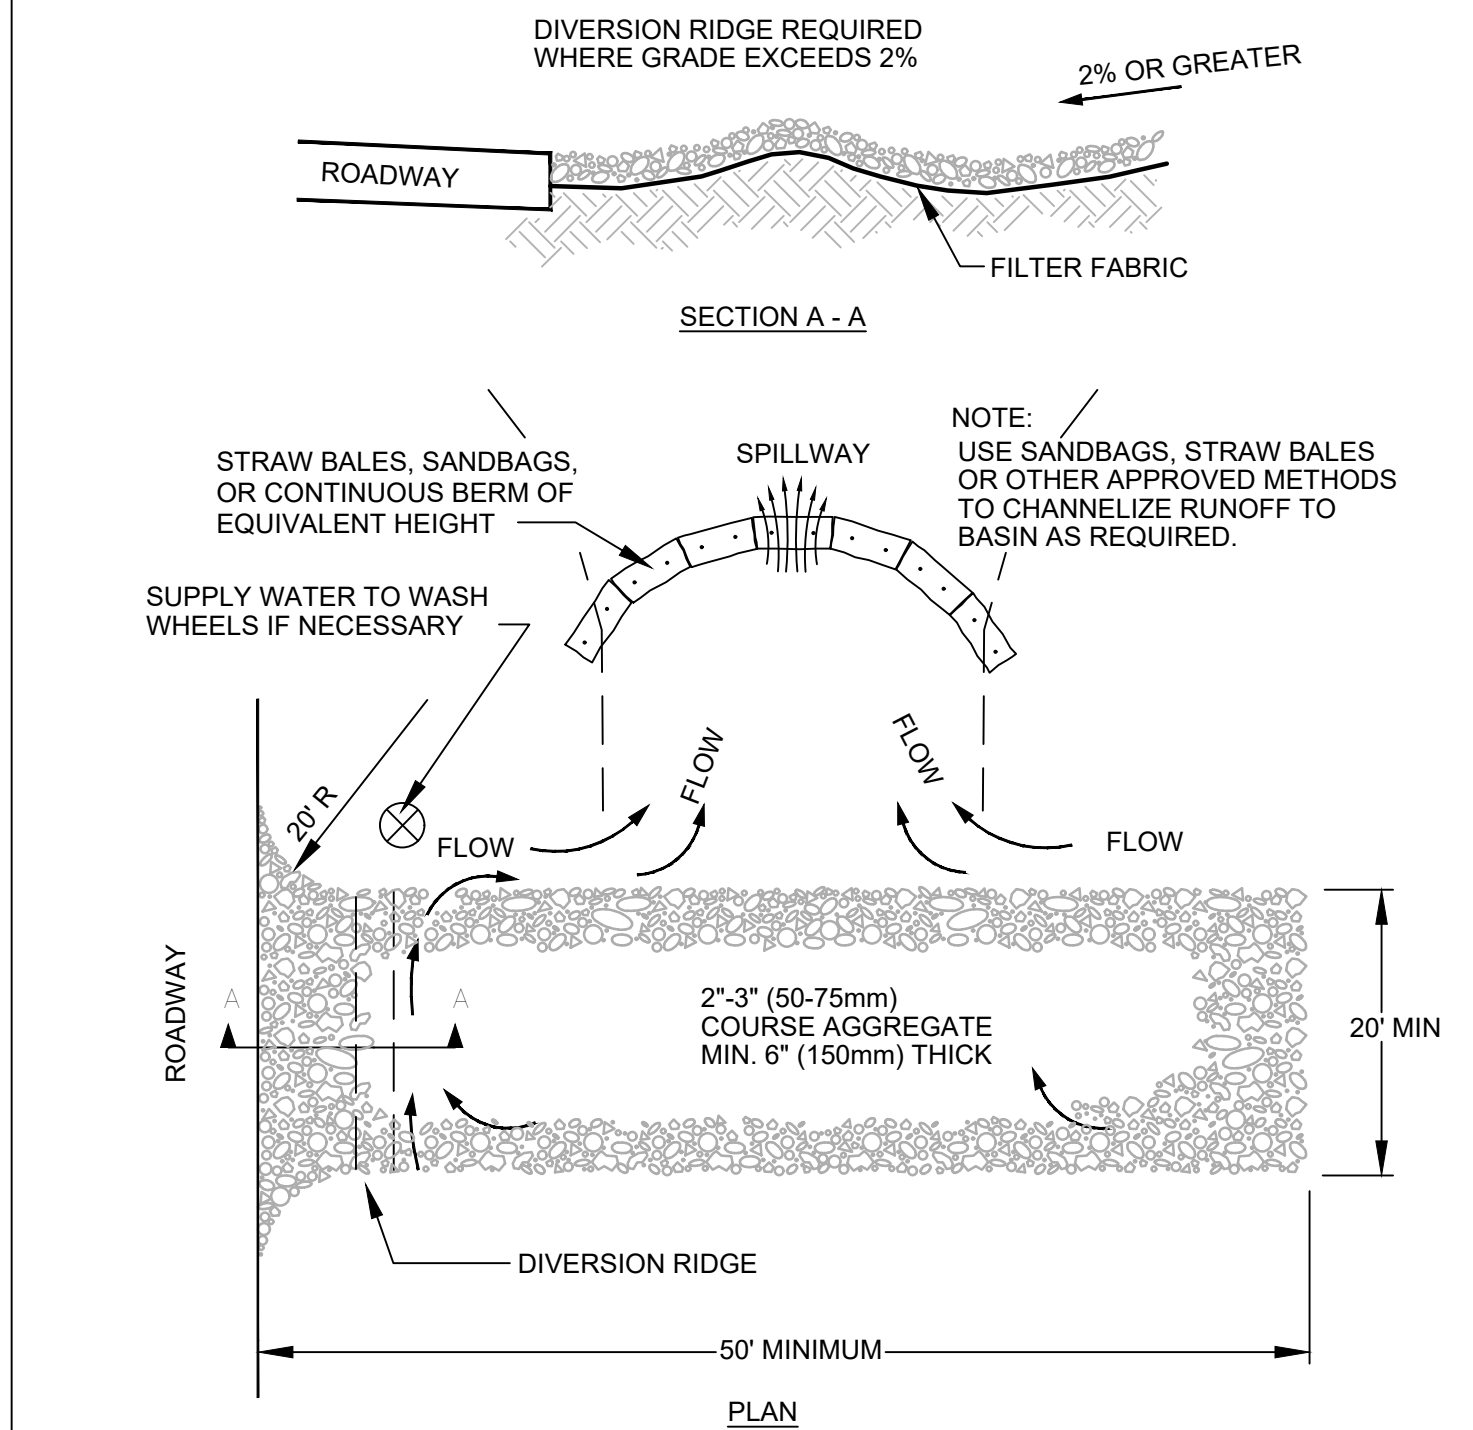 DIVERSION RIDGE REQUIRED
WHERE GRADE EXCEEDS 2%
2% OR GREATER
ROADWAY
FILTER FABRIC
SECTION A - A
NOTE:
USE SANDBAGS, STRAW BALES
OR OTHER APPROVED METHODS
TO CHANNELIZE RUNOFF TO
BASIN AS REQUIRED.
SPILLWAY
STRAW BALES, SANDBAGS,
OR CONTINUOUS BERM OF
EQUIVALENT HEIGHT
SUPPLY WATER TO WASH
WHEELS IF NECESSARY
20' R
FLOW
FLOW
FLOW
FLOW
ROADWAY
A
A
2"-3" (50-75mm)
COURSE AGGREGATE
MIN. 6" (150mm) THICK
20' MIN
DIVERSION RIDGE
50' MINIMUM
PLAN